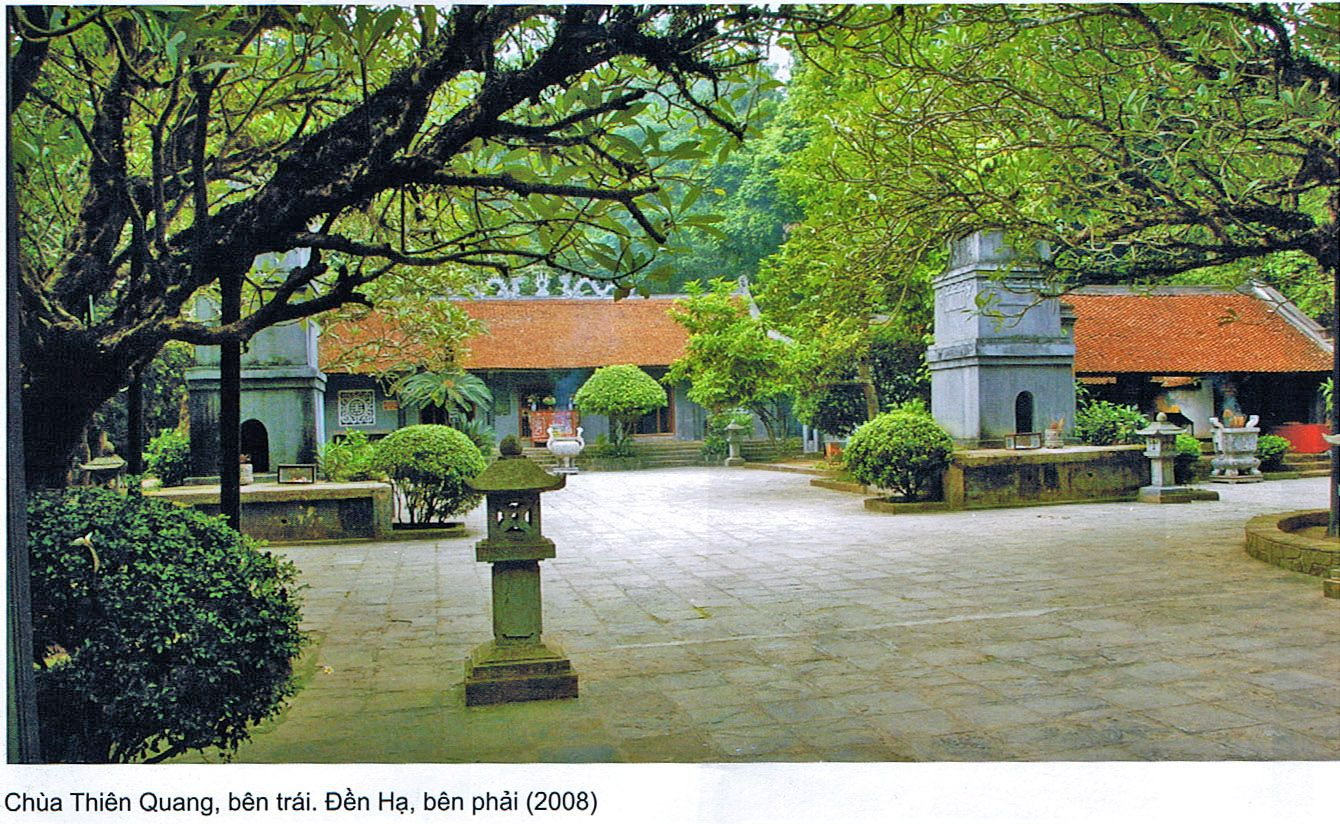 Chùa Thiên Quang, bên trái. Đền Hạ, bên phải (2008)